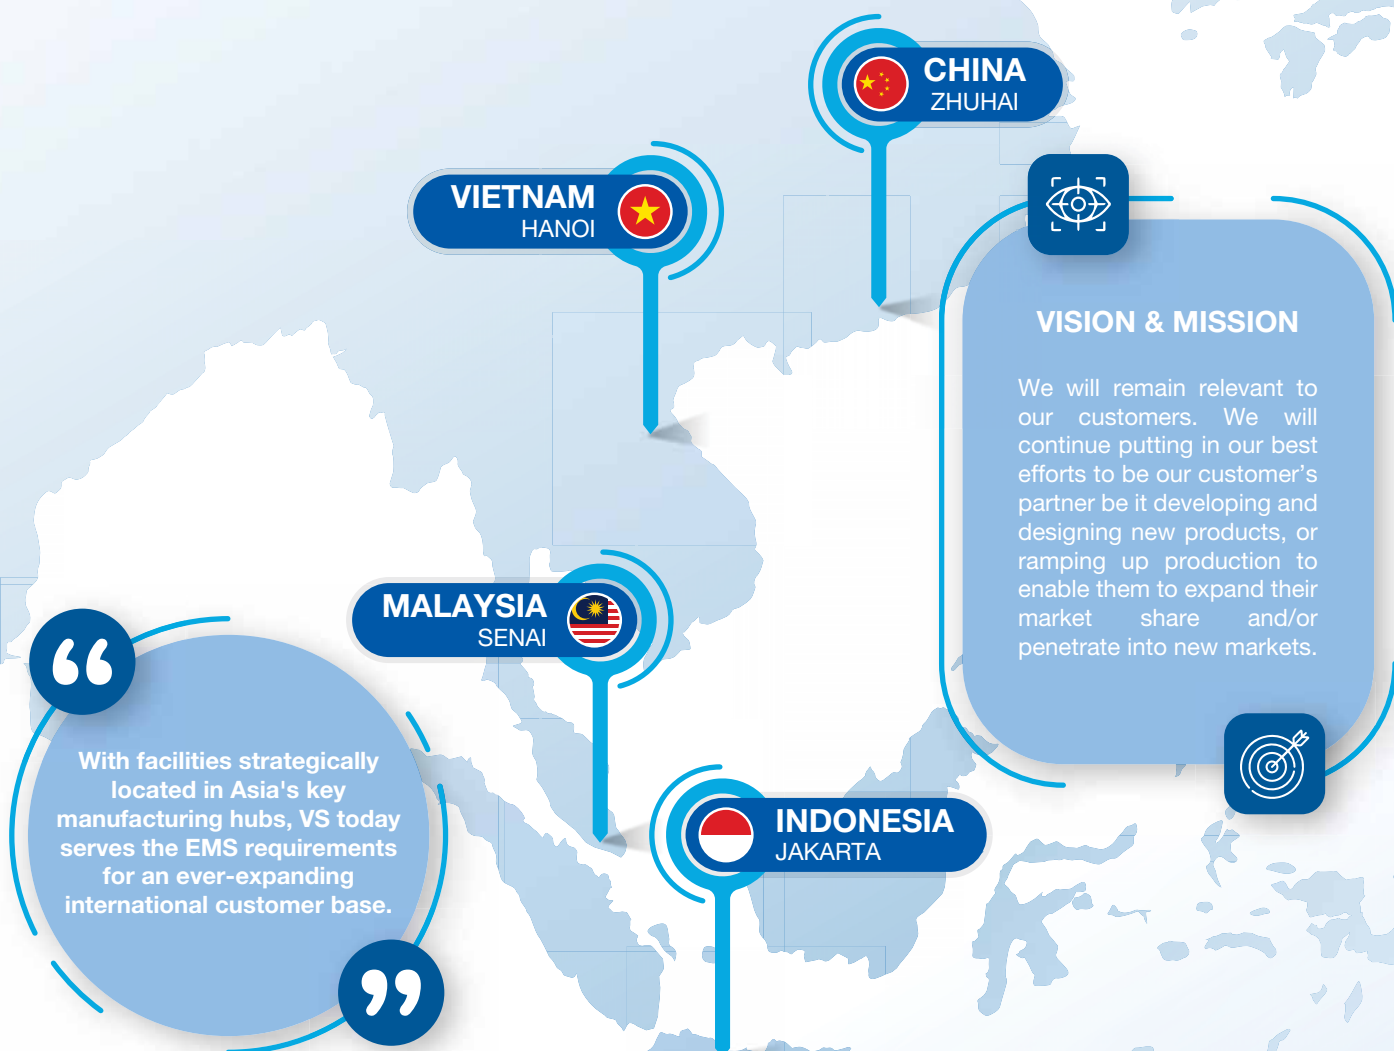 CHINA
ZHUHAI
VIETNAM
HANOI
VISION & MISSION
We will remain relevant to
our customers. We will
continue putting in our best
efforts to be our customer’s
partner be it developing and
designing new products, or
ramping up production to
enable them to expand their
market share and/or
penetrate into new markets.
MALAYSIA
SENAI
“
With facilities strategically
located in Asia's key
manufacturing hubs, VS today
serves the EMS requirements
for an ever-expanding
international customer base.
”
INDONESIA
JAKARTA